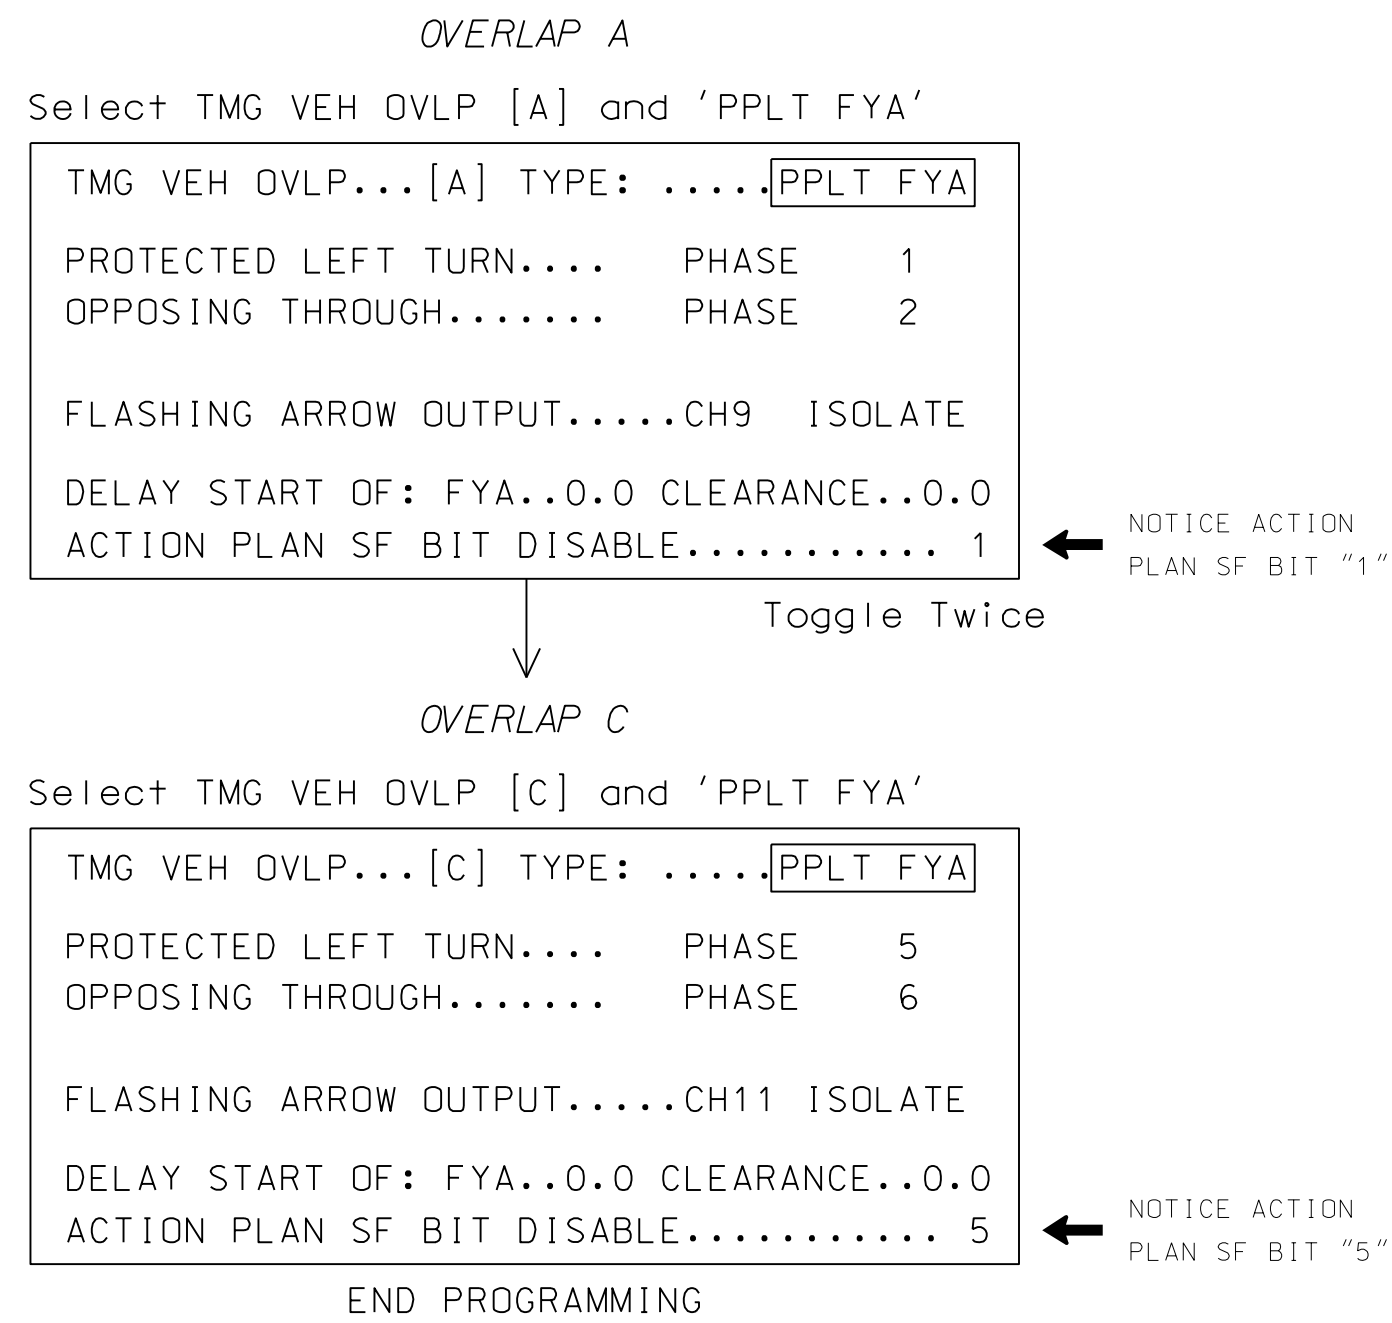 OVERLAP A
Select TMG VEH OVLP [A] and 'PPLT FYA'
TMG VEH OVLP...[A] TYPE: .....PPLT FYA
PROTECTED LEFT TURN.... PHASE 1
OPPOSING THROUGH....... PHASE 2
FLASHING ARROW OUTPUT.....CH9 ISOLATE
DELAY START OF: FYA..0.0 CLEARANCE..0.0
ACTION PLAN SF BIT DISABLE........... 1
NOTICE ACTION
PLAN SF BIT "1"
Toggle Twice
OVERLAP C
Select TMG VEH OVLP [C] and 'PPLT FYA'
TMG VEH OVLP...[C] TYPE: .....PPLT FYA
PROTECTED LEFT TURN.... PHASE 5
OPPOSING THROUGH....... PHASE 6
FLASHING ARROW OUTPUT.....CH11 ISOLATE
DELAY START OF: FYA..0.0 CLEARANCE..0.0
ACTION PLAN SF BIT DISABLE........... 5
NOTICE ACTION
PLAN SF BIT "5"
END PROGRAMMING